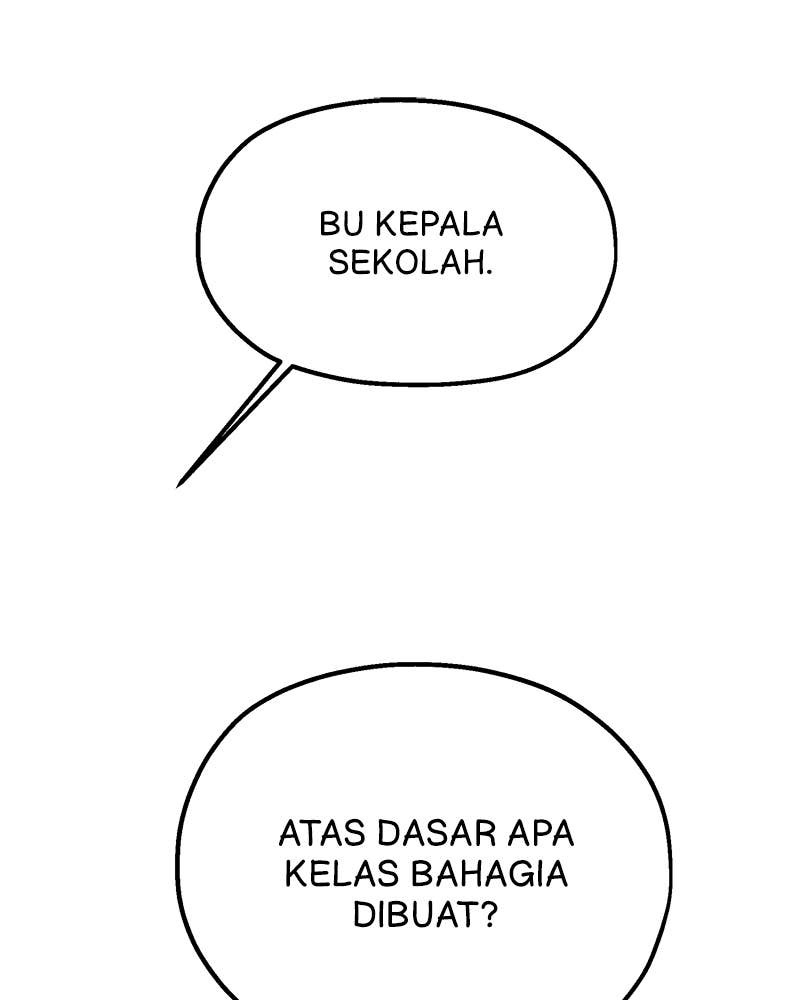 BU KEPALA
SEKOLAH.
ATAS DASAR APA
KELAS BAHAGIA
DIBUAT?